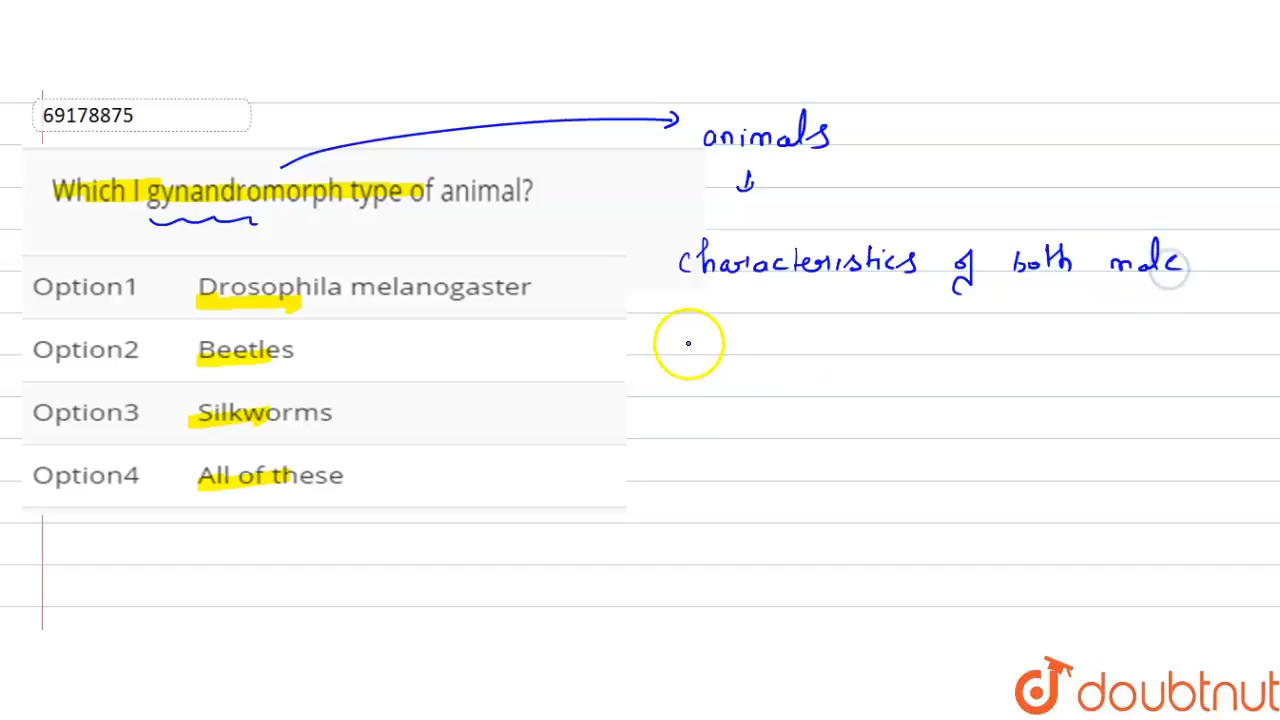 69178875
animals
Which I gynandromorph type of animal?
characteristics of both male
Option1 Drosophila melanogaster
Option2 Beetles
Option3 Silkworms
Option4 All of these
doubtnut